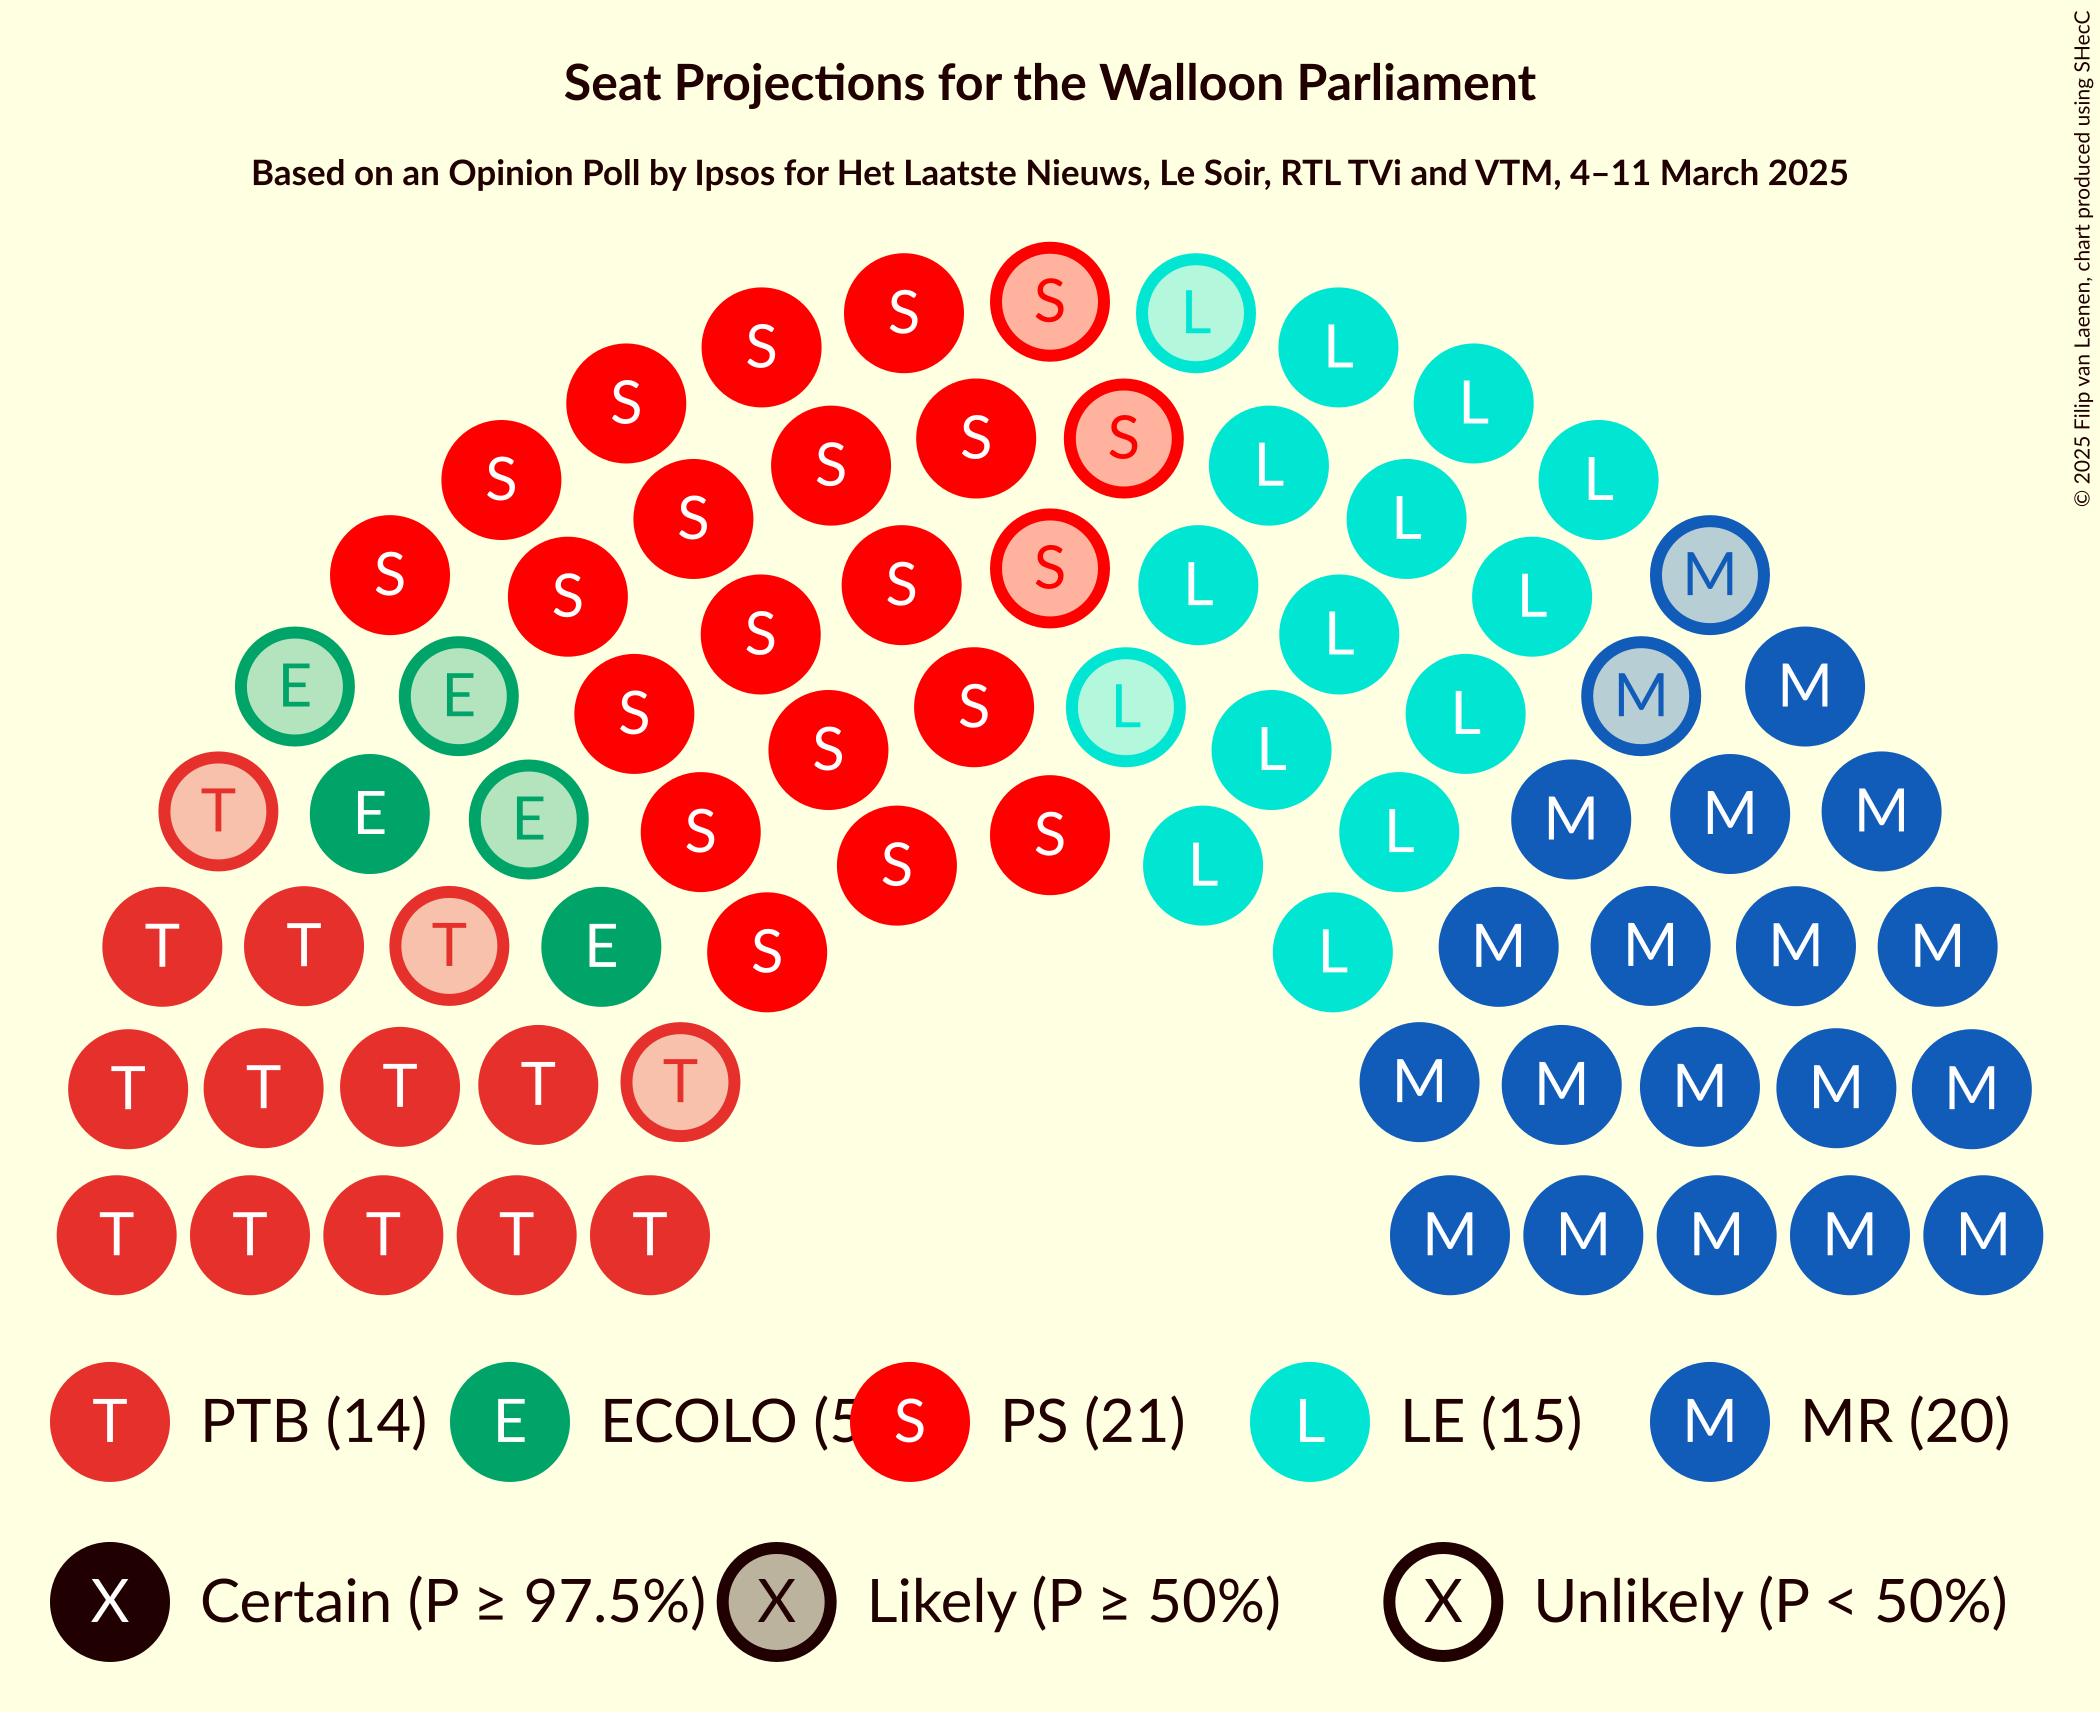 Seat Projections for the Walloon Parliament
Based on an Opinion Poll by Ipsos for Het Laatste Nieuws, Le Soir, RTL TVi and VTM, 4–11 March 2025
© 2025 Filip van Laenen, chart produced using SHecC
S
S L
S L
S L
S S
S L
S L
S L
S
S M
S L
S L
S L
E M
E M
S L
S L
S L
T M
E M
E M
S L
S
S L
T T T E M M M M
S L
T T T T T M M M M M
T T T T T M M M M M
T PTB (14) E ECOLO (5 S PS (21) L LE (15) M MR (20)
X Certain (P ≥ 97.5%) X Likely (P ≥ 50%) X Unlikely (P < 50%)